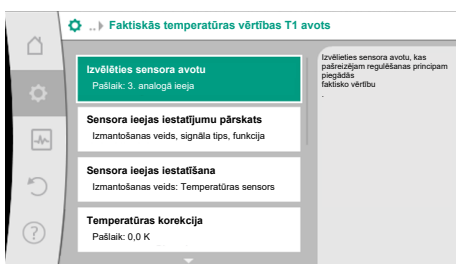 ..▸ Faktiskās temperatūras vērtības T1 avots
Izvēlēties sensora avotu
Pašlaik: 3. analogā ieeja
Sensora ieejas iestatījumu pārskats
Izmantošanas veids, signāla tips, funkcija
Sensora ieejas iestatīšana
Izmantošanas veids: Temperatūras sensors
Temperatūras korekcija
Pašlaik: 0,0 K
Izvēlieties sensora avotu, kas
pašreizējam regulēšanas principam
piegādās
faktisko vērtību
.
?